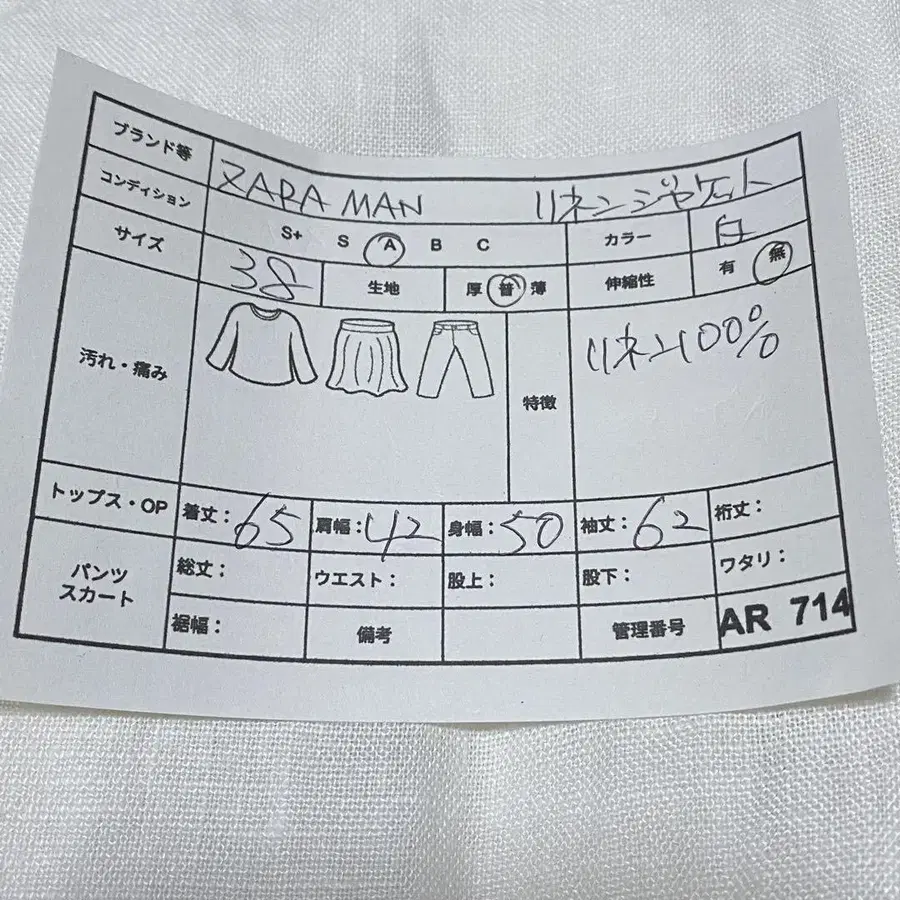 ブランド等 ZARA MAN リネンジャケット
コンディション S+ S A B C カラー 白
サイズ 38 生地 厚 普 薄 伸縮性 有 無
汚れ・痛み 特徴 リネン100%
トップス・OP 着丈：65 肩幅：42 身幅：50 袖丈：62 裄丈：
パンツ スカート 総丈： ウエスト： 股上： 股下： ワタリ：
裾幅： 備考 管理番号 AR 714